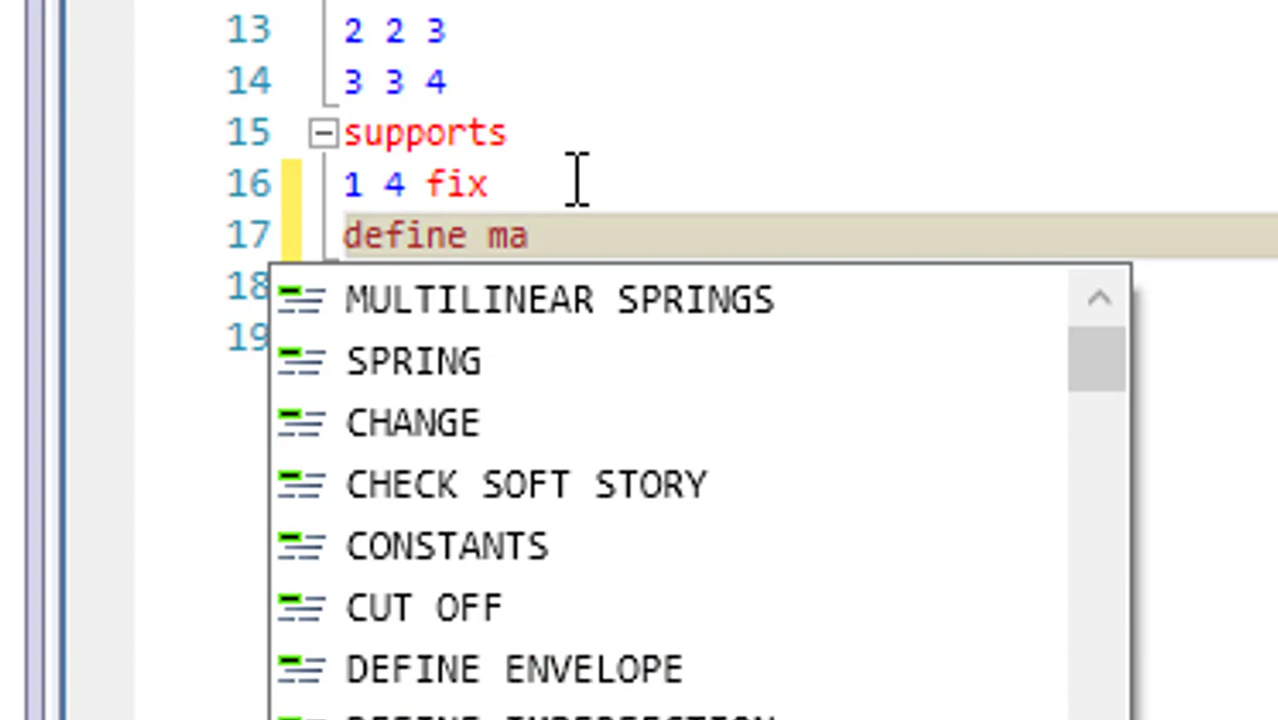 13 2 2 3
14 3 3 4
15 supports
16 1 4 fix
17 define ma
18
19
MULTILINEAR SPRINGS
SPRING
CHANGE
CHECK SOFT STORY
CONSTANTS
CUT OFF
DEFINE ENVELOPE